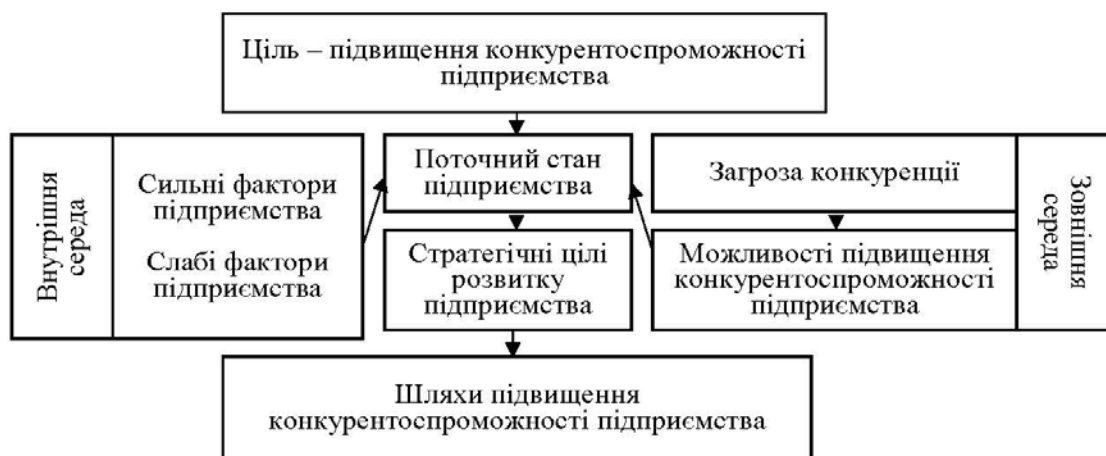 Ціль – підвищення конкурентоспроможності
підприємства
Внутрішня
середа
Сильні фактори
підприємства
Слабі фактори
підприємства
Поточний стан
підприємства
Стратегічні цілі
розвитку
підприємства
Загроза конкуренції
Можливості підвищення
конкурентоспроможності
підприємства
Зовнішня
середа
Шляхи підвищення
конкурентоспроможності підприємства